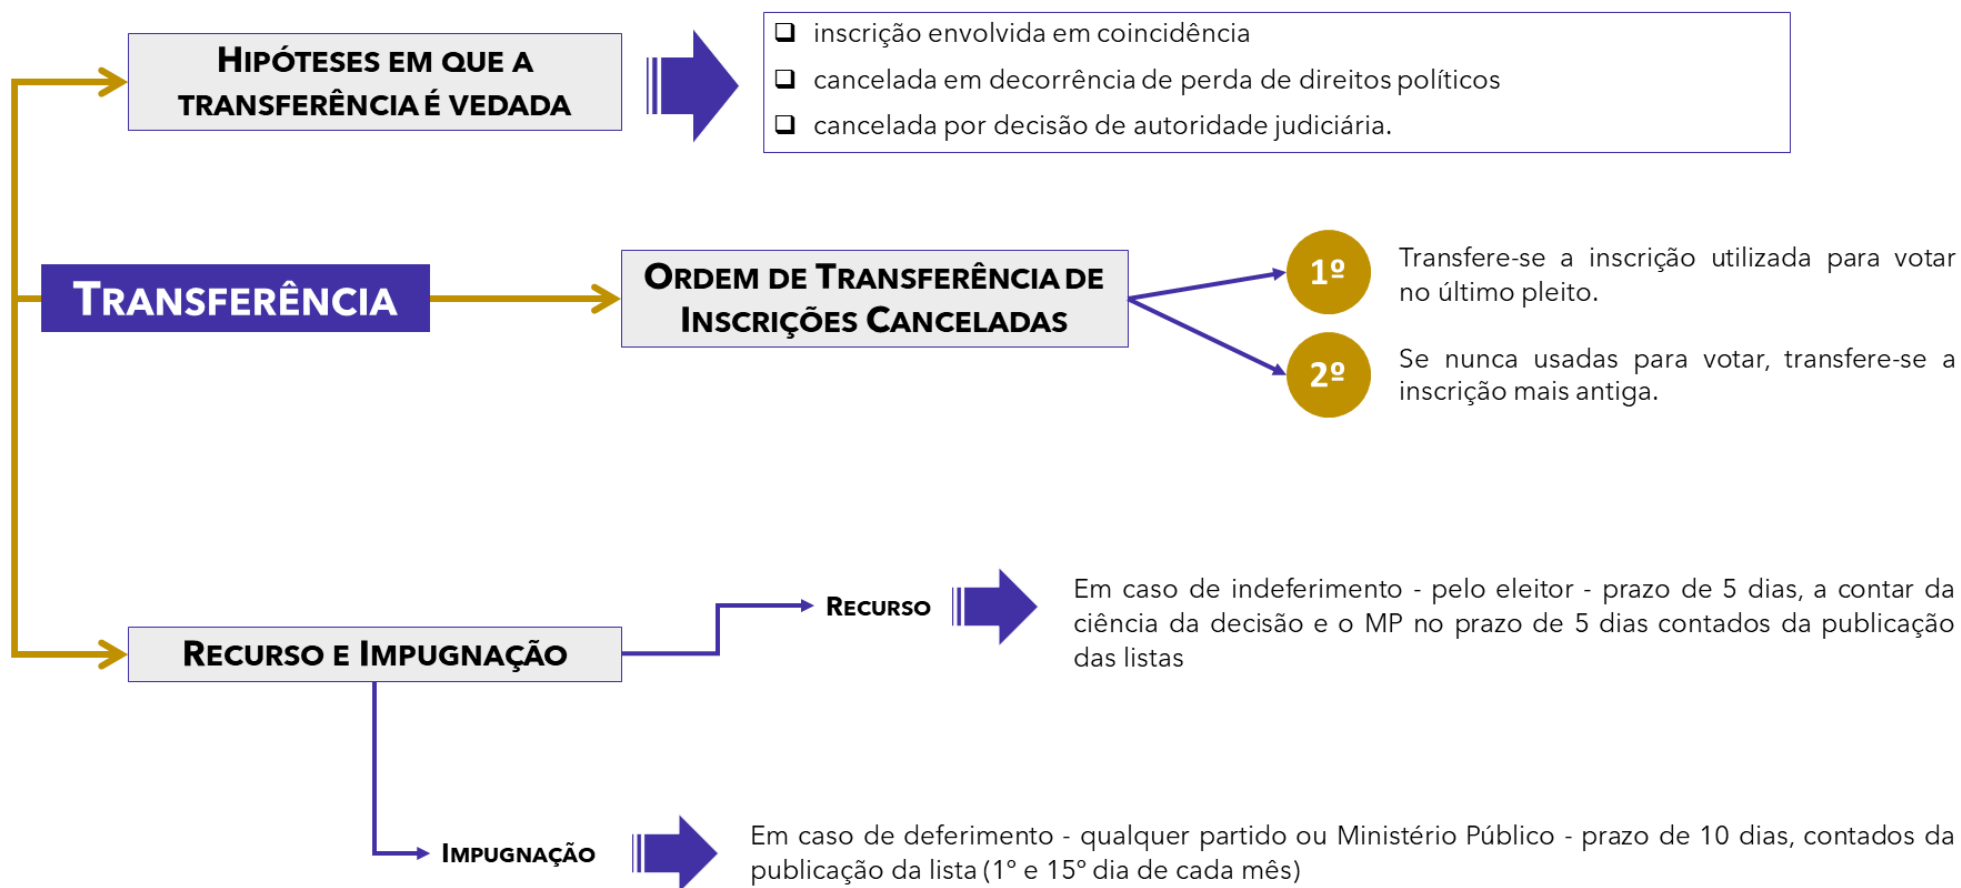 HIPÓTESES EM QUE A
TRANSFERÊNCIA É VEDADA
inscrição envolvida em coincidência
cancelada em decorrência de perda de direitos políticos
cancelada por decisão de autoridade judiciária.
TRANSFERÊNCIA
ORDEM DE TRANSFERÊNCIA DE
INSCRIÇÕES CANCELADAS
1º
Transfere-se a inscrição utilizada para votar
no último pleito.
2º
Se nunca usadas para votar, transfere-se a
inscrição mais antiga.
RECURSO E IMPUGNAÇÃO
RECURSO
Em caso de indeferimento - pelo eleitor - prazo de 5 dias, a contar da
ciência da decisão e o MP no prazo de 5 dias contados da publicação
das listas
IMPUGNAÇÃO
Em caso de deferimento - qualquer partido ou Ministério Público - prazo de 10 dias, contados da
publicação da lista (1º e 15º dia de cada mês)